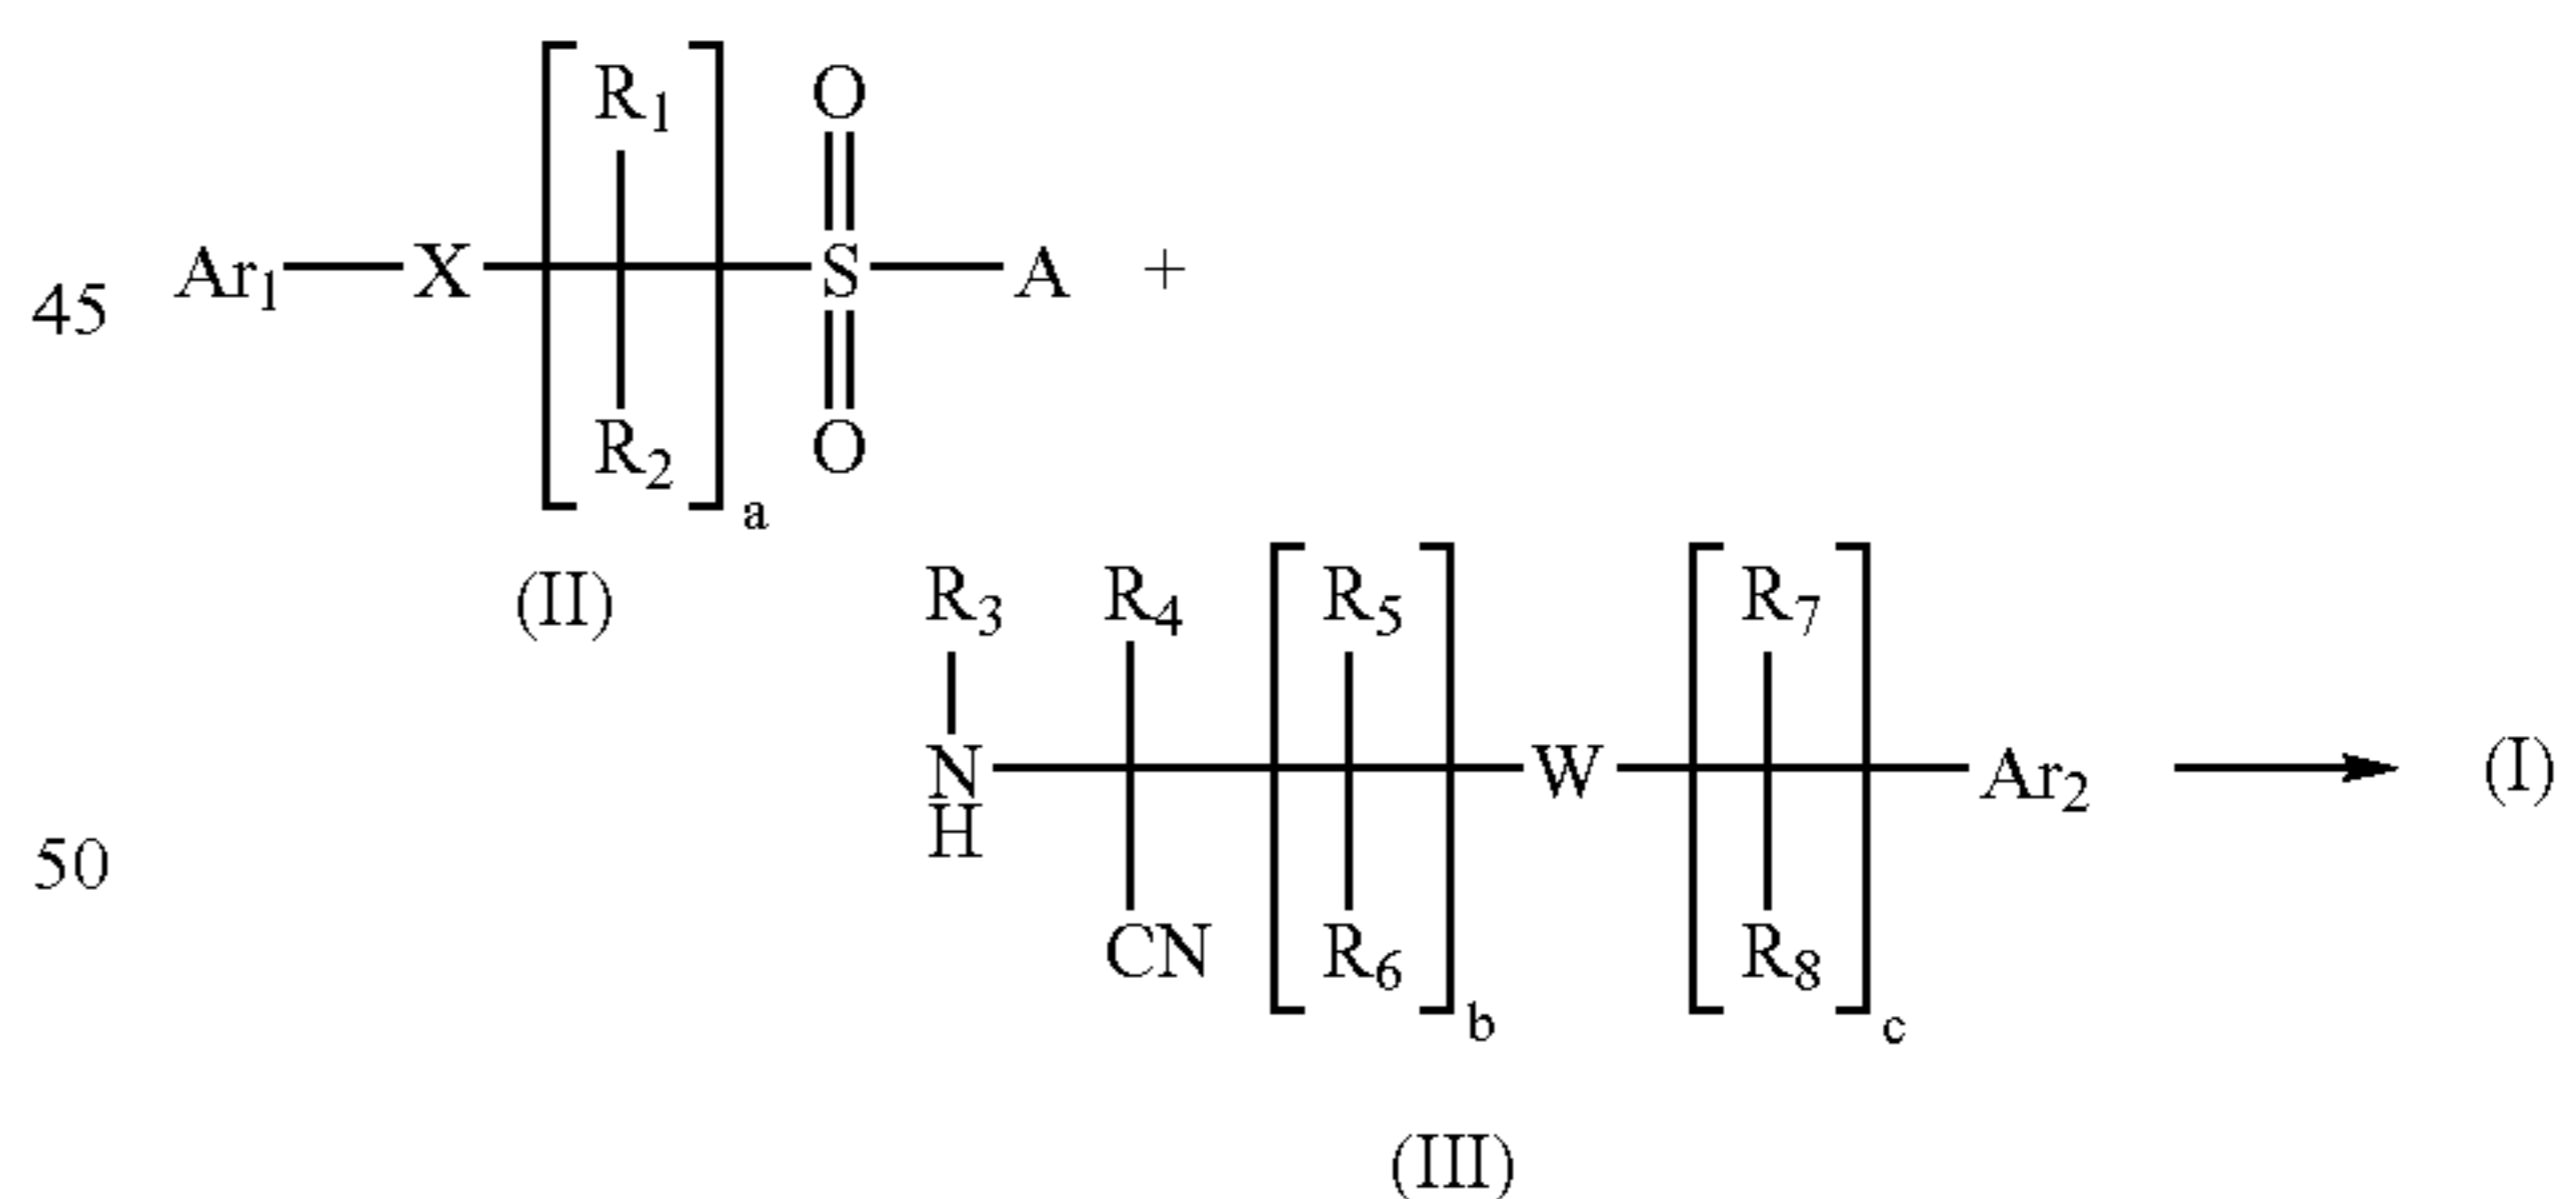 R1 O
45 Ar1 X S A +
R2 O
a
(II) R3 R4 R5 R7
N W Ar2 (I)
H
50 CN R6 R8
b c
(III)